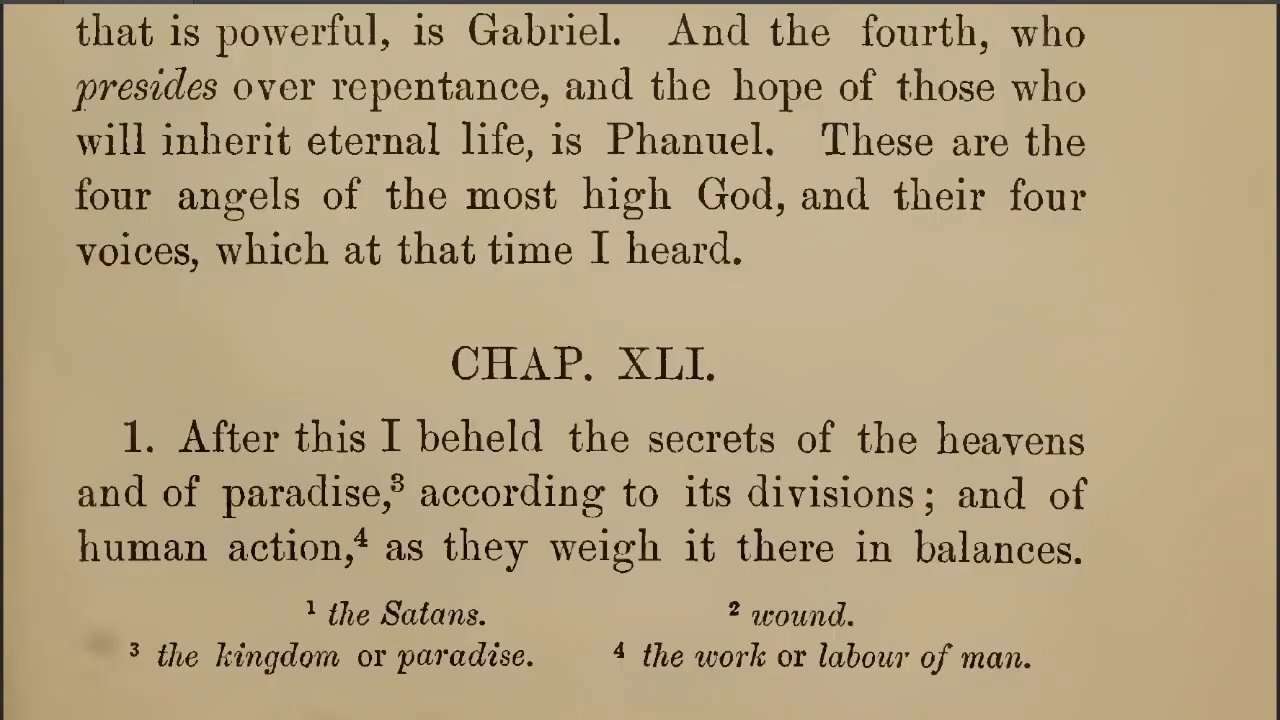 that is powerful, is Gabriel. And the fourth, who
presides over repentance, and the hope of those who
will inherit eternal life, is Phanuel. These are the
four angels of the most high God, and their four
voices, which at that time I heard.
CHAP. XLI.
1. After this I beheld the secrets of the heavens
and of paradise,³ according to its divisions; and of
human action,⁴ as they weigh it there in balances.
¹ the Satans. ² wound.
³ the kingdom or paradise. ⁴ the work or labour of man.